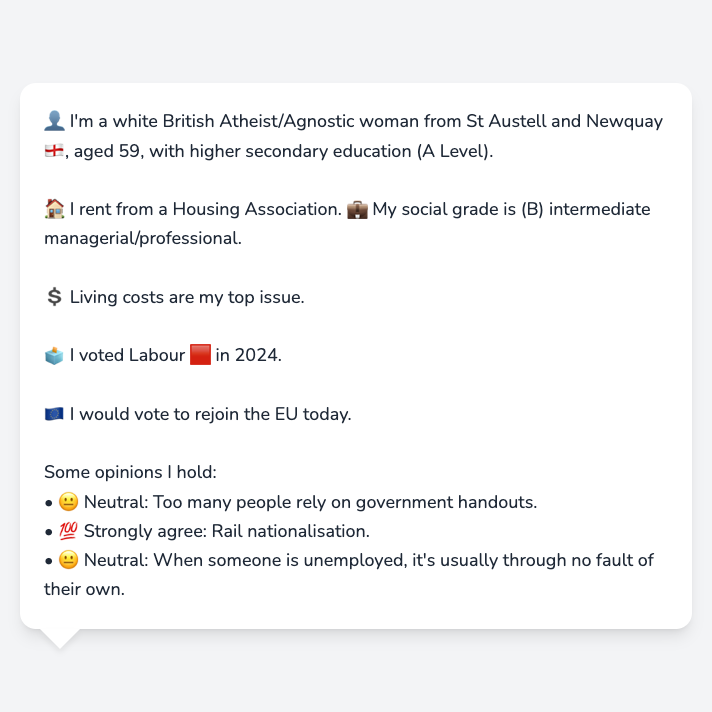 👤 I'm a white British Atheist/Agnostic woman from St Austell and Newquay
🏴󠁧󠁢󠁥󠁮󠁧󠁿, aged 59, with higher secondary education (A Level).
🏠 I rent from a Housing Association. 💼 My social grade is (B) intermediate
managerial/professional.
💲 Living costs are my top issue.
🗳️ I voted Labour 🟥 in 2024.
🇪🇺 I would vote to rejoin the EU today.
Some opinions I hold:
• 😐 Neutral: Too many people rely on government handouts.
• 💯 Strongly agree: Rail nationalisation.
• 😐 Neutral: When someone is unemployed, it's usually through no fault of
their own.